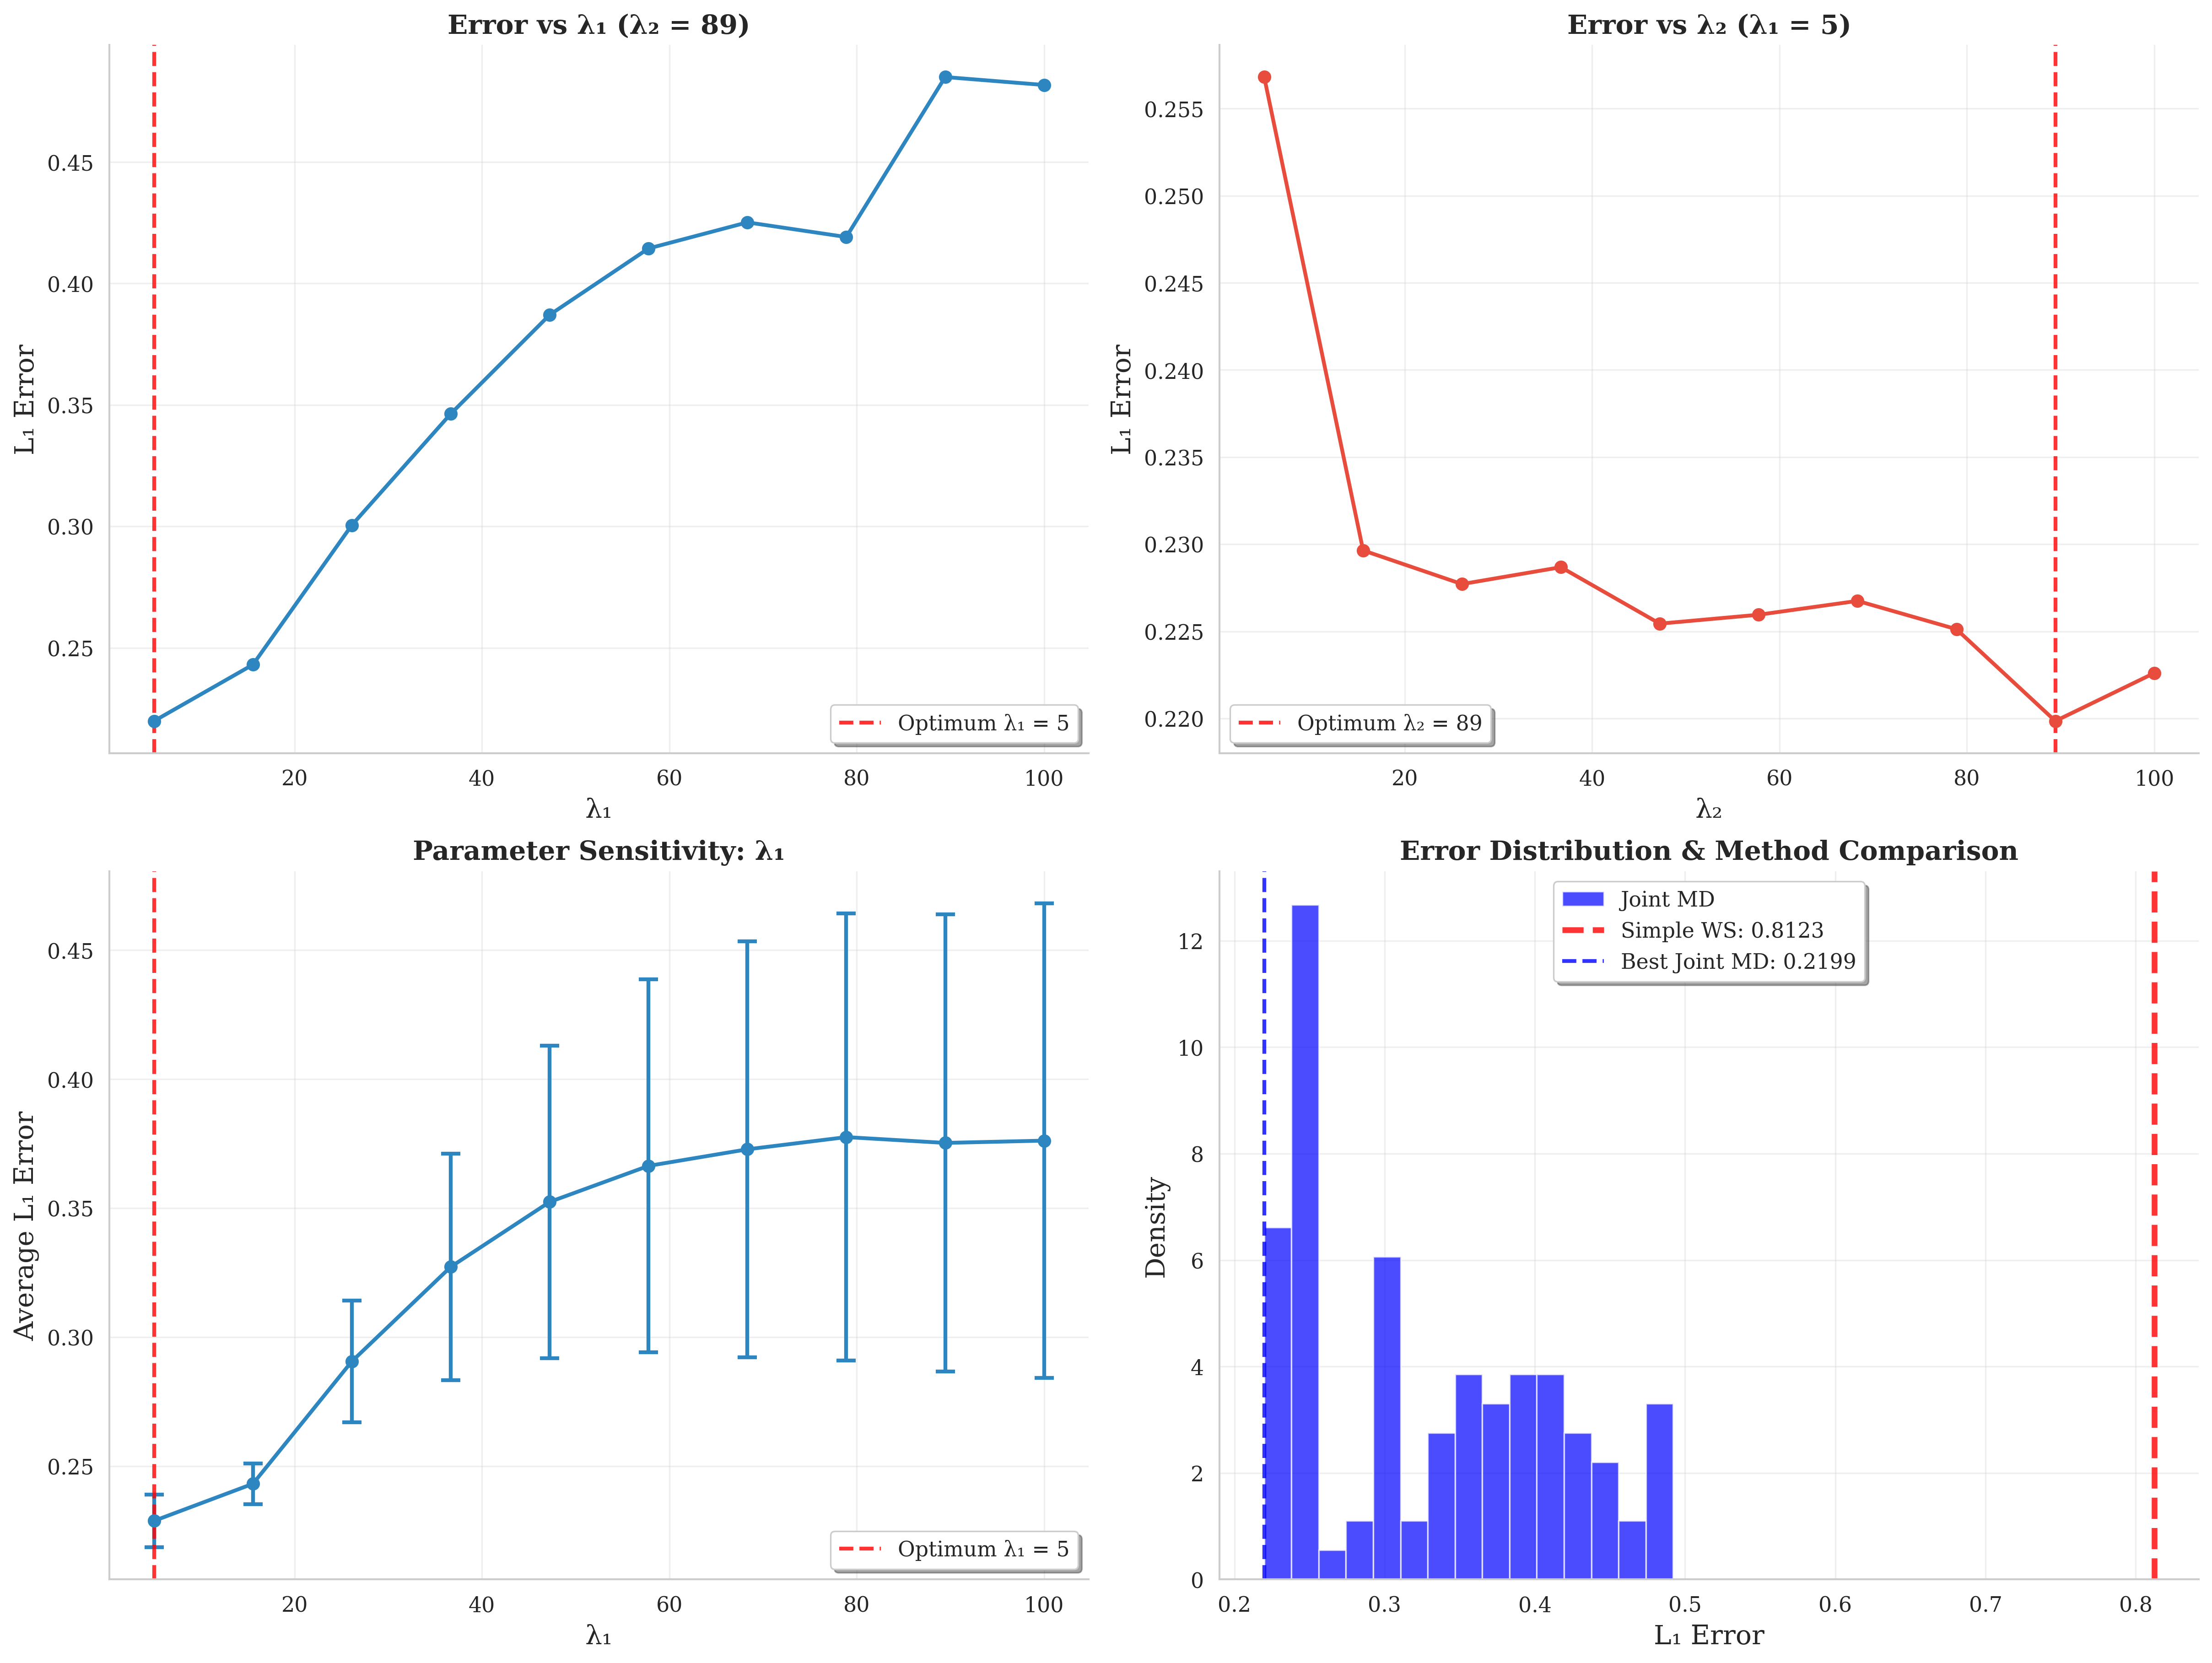 Error vs λ₁ (λ₂ = 89)
L₁ Error
0.45
0.40
0.35
0.30
0.25
20 40 60 80 100
λ₁
Optimum λ₁ = 5
Error vs λ₂ (λ₁ = 5)
L₁ Error
0.255
0.250
0.245
0.240
0.235
0.230
0.225
0.220
20 40 60 80 100
λ₂
Optimum λ₂ = 89
Parameter Sensitivity: λ₁
Average L₁ Error
0.45
0.40
0.35
0.30
0.25
20 40 60 80 100
λ₁
Optimum λ₁ = 5
Error Distribution & Method Comparison
Joint MD
Simple WS: 0.8123
Best Joint MD: 0.2199
Density
12
10
8
6
4
2
0
0.2 0.3 0.4 0.5 0.6 0.7 0.8
L₁ Error